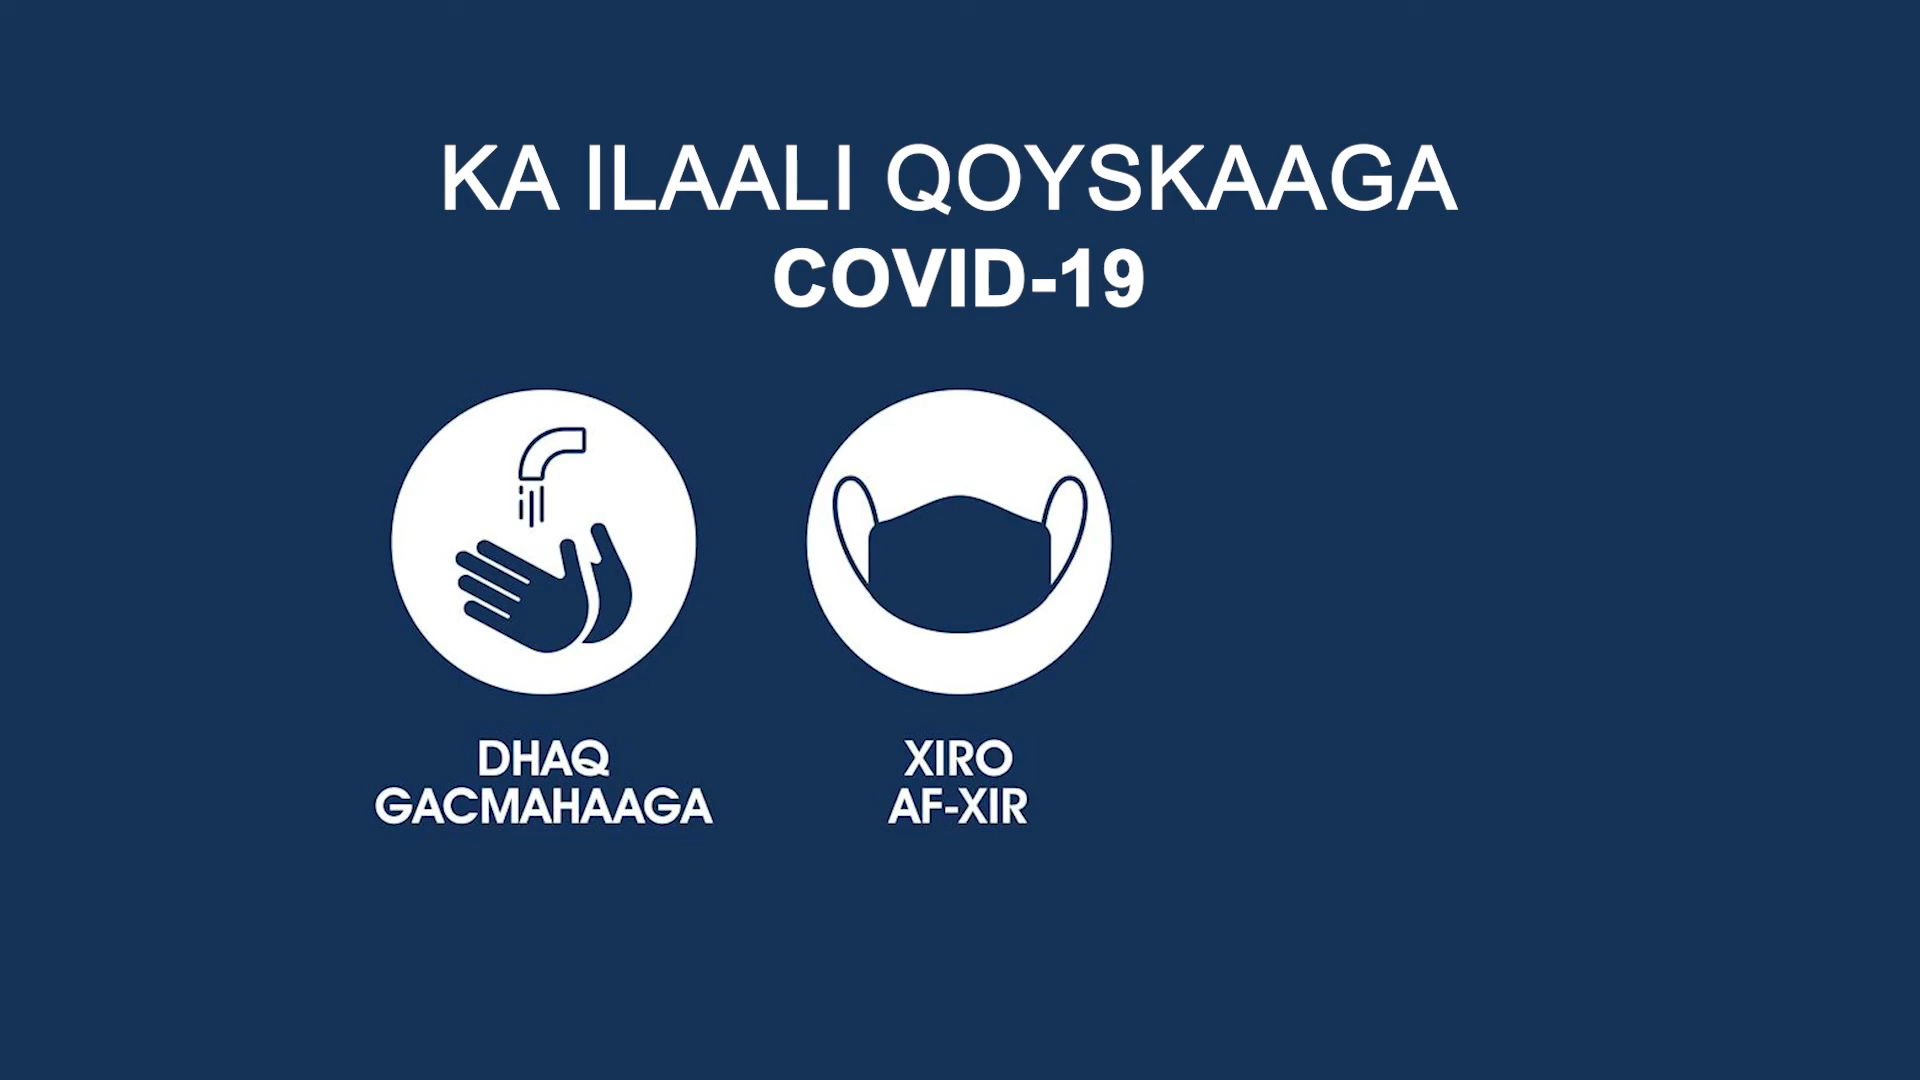 KA ILAALI QOYSKAAGA
COVID-19
DHAQ
GACMAHAAGA
XIRO
AF-XIR